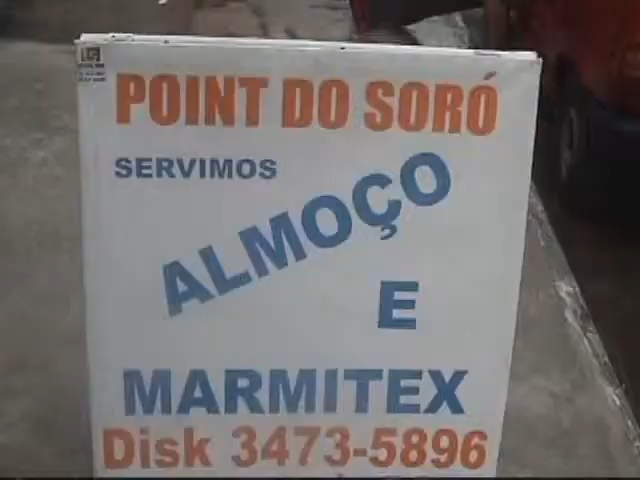 POINT DO SORÓ
SERVIMOS
ALMOÇO
E
MARMITEX
Disk 3473-5896